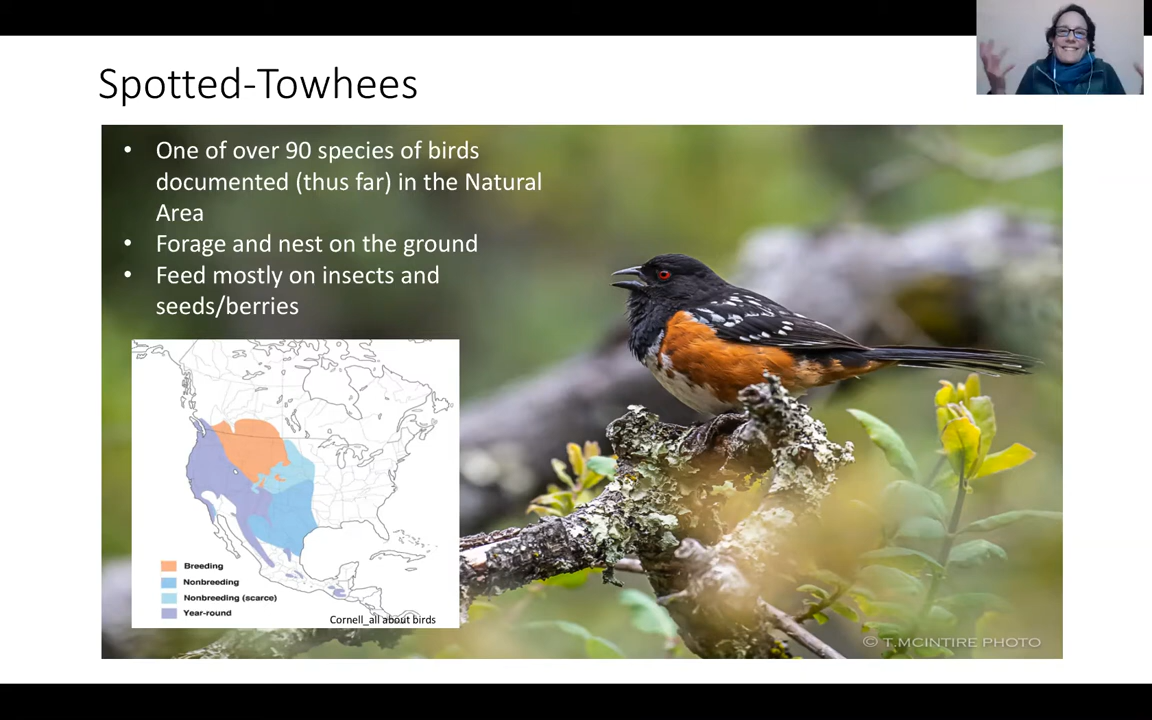 Spotted-Towhees
• One of over 90 species of birds
documented (thus far) in the Natural
Area
• Forage and nest on the ground
• Feed mostly on insects and
seeds/berries
Breeding
Nonbreeding
Nonbreeding (scarce)
Year-round
Cornell_all about birds
© T.MCINTIRE PHOTO